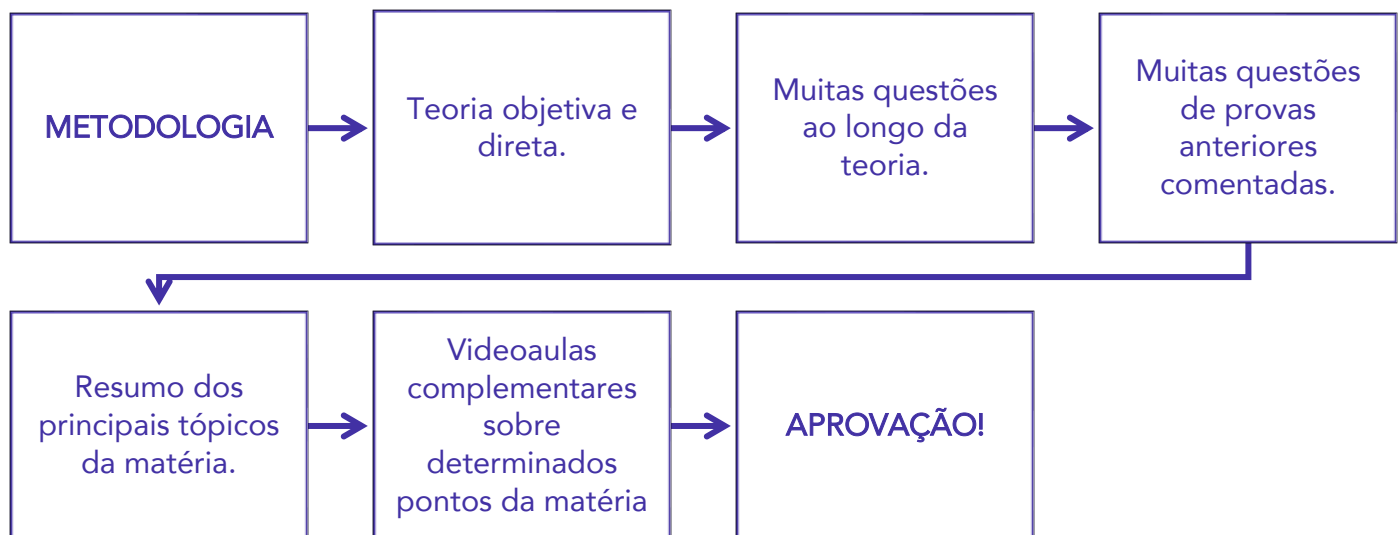 METODOLOGIA
Teoria objetiva e
direta.
Muitas questões
ao longo da
teoria.
Muitas questões
de provas
anteriores
comentadas.
Resumo dos
principais tópicos
da matéria.
Videoaulas
complementares
sobre
determinados
pontos da matéria
APROVAÇÃO!